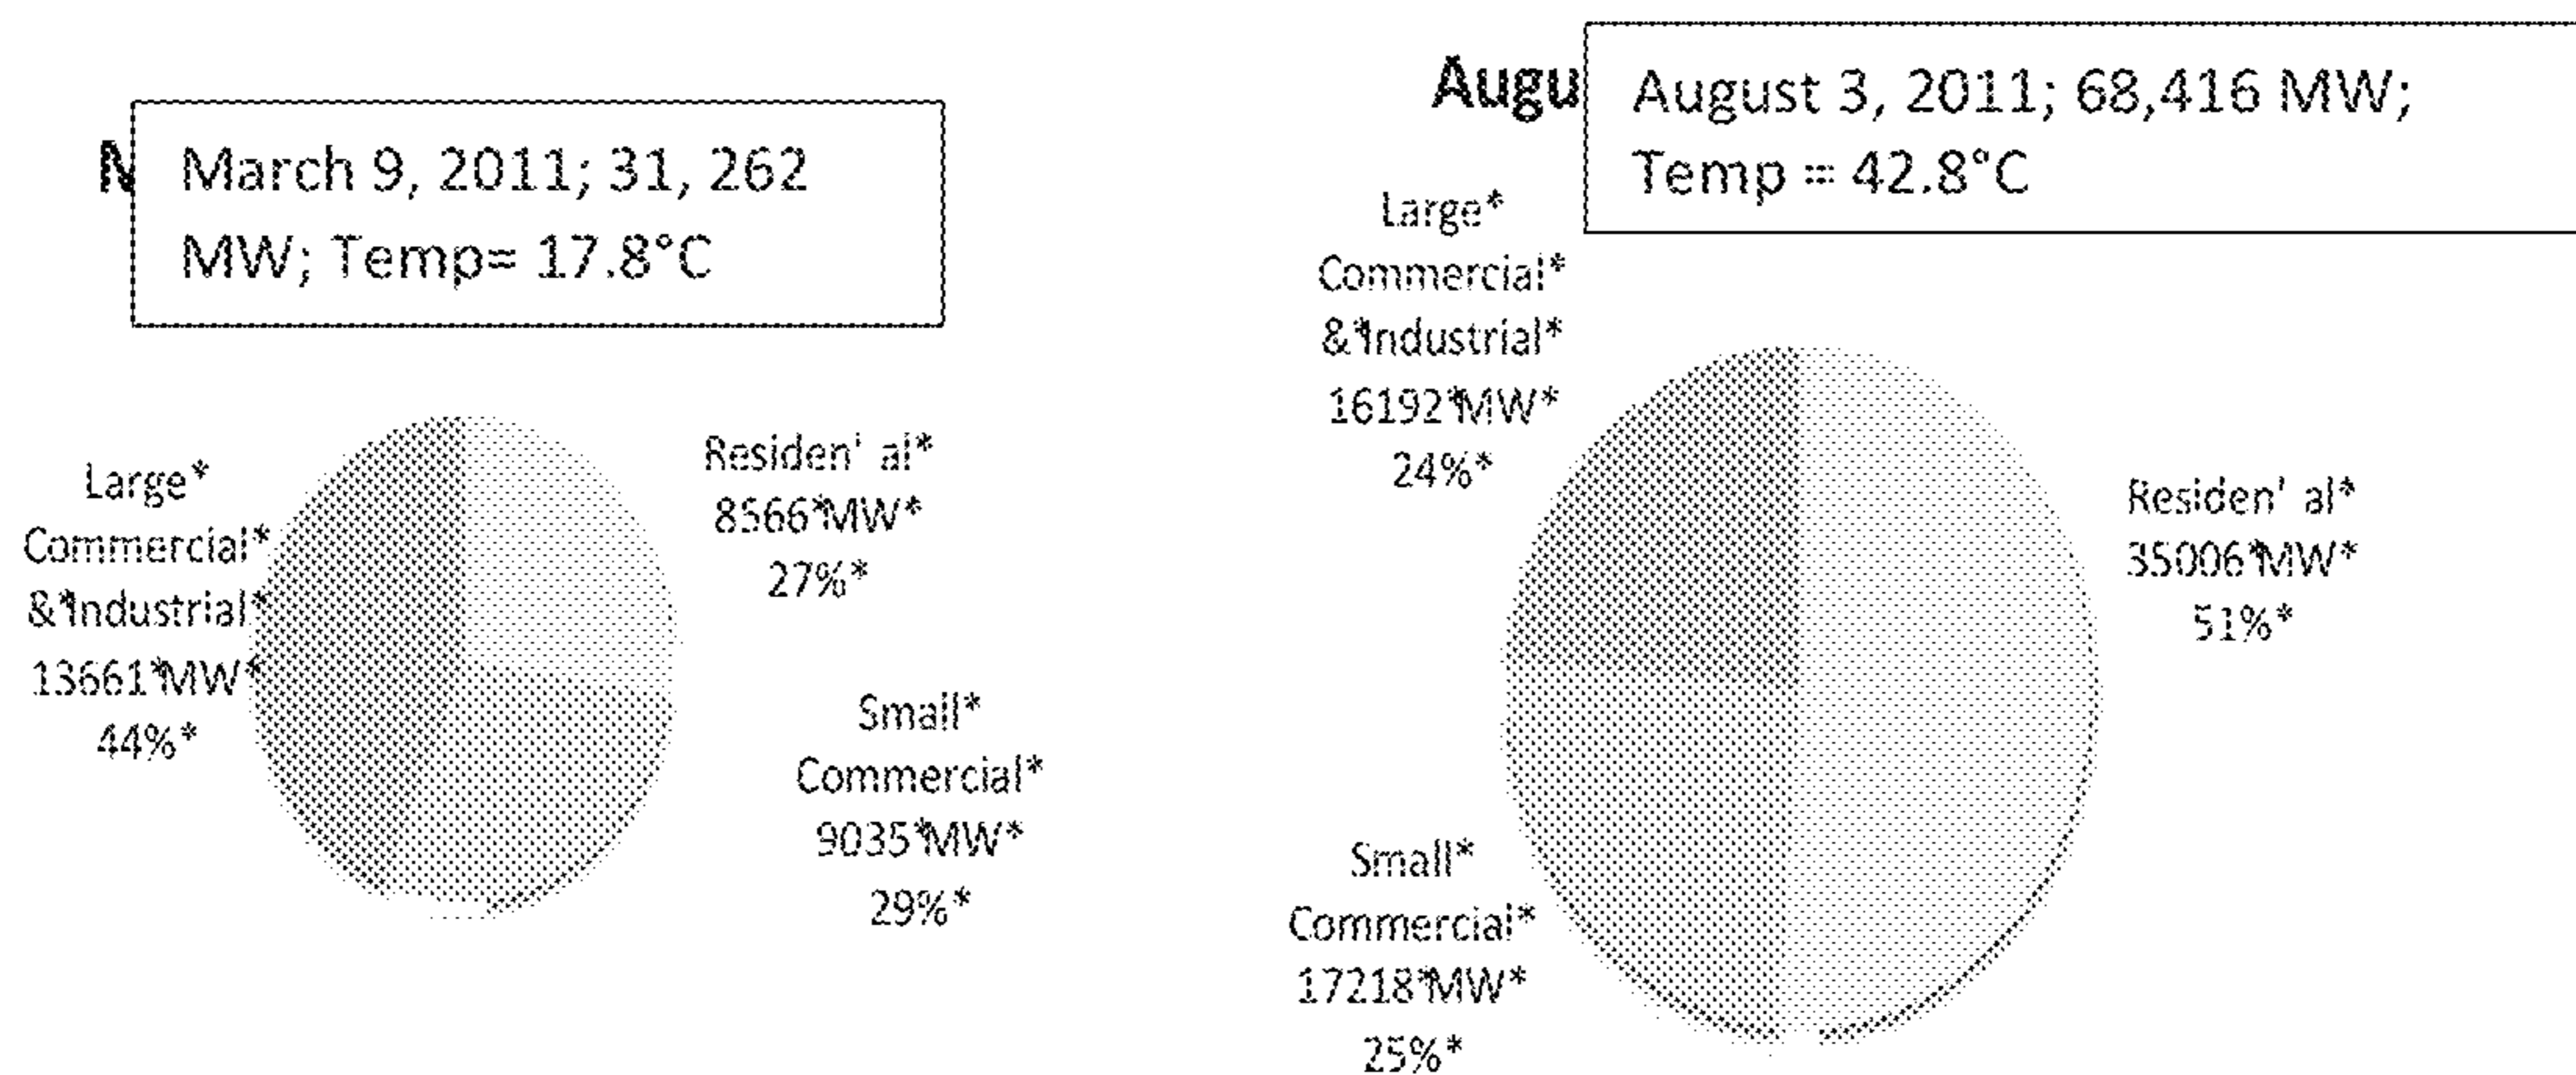 N
March 9, 2011; 31, 262
MW; Temp= 17.8°C
Large*
Commercial*
&*Industrial*
13661*MW*
44%*
Residen' al*
8566*MW*
27%*
Small*
Commercial*
9035*MW*
29%*
Augu
August 3, 2011; 68,416 MW;
Temp = 42.8°C
Large*
Commercial*
&*Industrial*
16192*MW*
24%*
Residen' al*
35006*MW*
51%*
Small*
Commercial*
17218*MW*
25%*